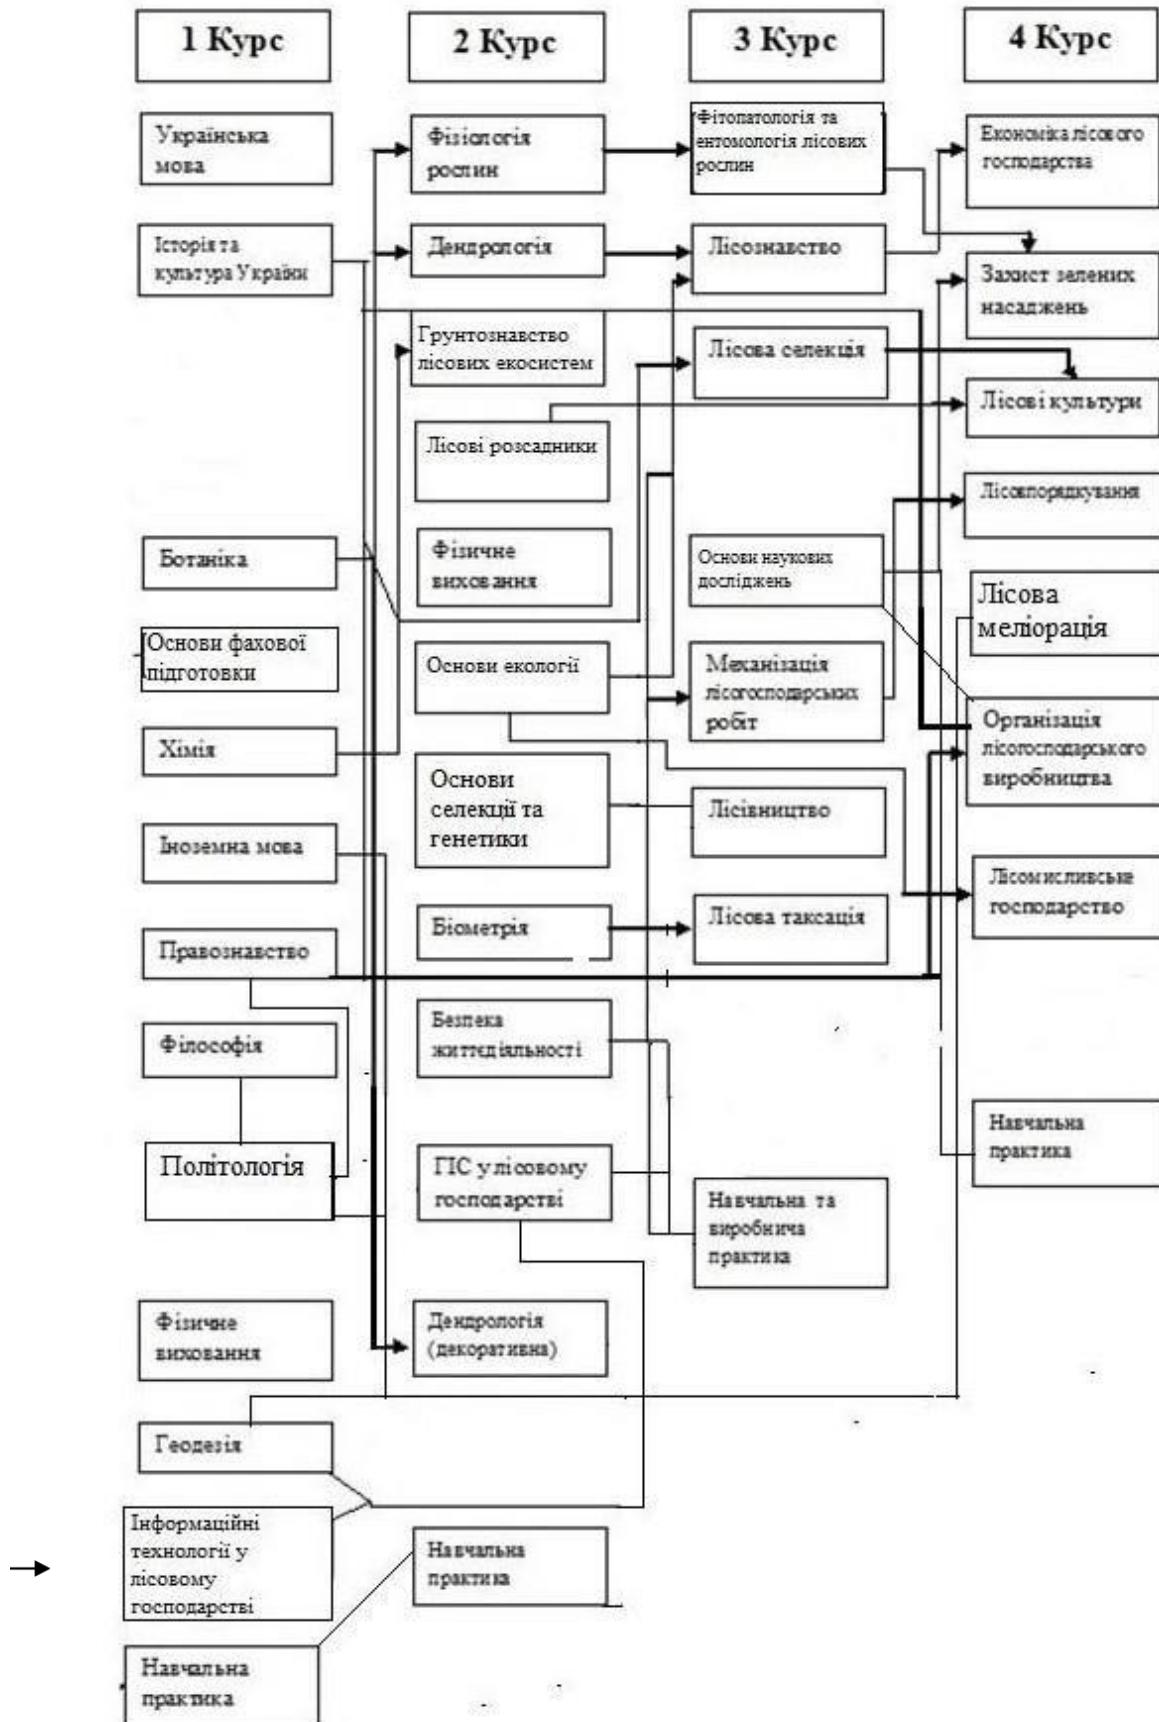 1 Курс
Українська
мова
Історія та
культура України
Ботаніка
Основи фахової
підготовки
Хімія
Іноземна мова
Правознавство
Філософія
Політологія
Фізичне
виховання
Геодезія
Інформаційні
технології у
лісовому
господарстві
Навчальна
практика
2 Курс
Фізіологія
рослин
Дендрологія
Грунтознавство
лісових екосистем
Лісові розсадники
Фізичне
виховання
Основи екології
Основи
селекції та
генетики
Біометрія
Безпека
життєдіяльності
ГІС у лісовому
господарстві
Дендрологія
(декоративна)
Навчальна
практика
3 Курс
Фітопатологія та
ентомологія лісових
рослин
Лісознавство
Лісова селекція
Основи наукових
досліджень
Механізація
лісогосподарських
робіт
Лісівництво
Лісова таксація
Навчальна та
виробнича
практика
4 Курс
Економіка лісового
господарства
Захист зелених
насаджень
Лісові культури
Лісовпорядкування
Лісова
меліорація
Організація
лісогосподарського
виробництва
Лісомисливське
господарство
Навчальна
практика